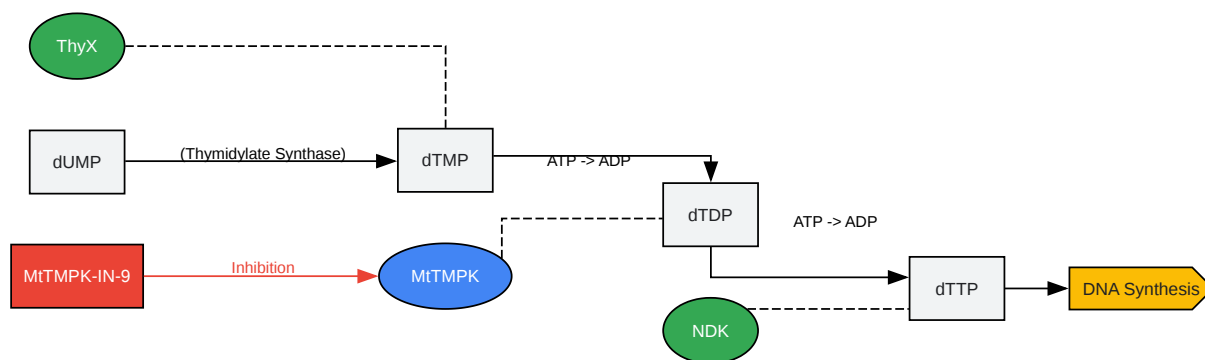 ThyX
dUMP
(Thymidylate Synthase)
dTMP
ATP -> ADP
dTDP
ATP -> ADP
MtTMPK-IN-9
Inhibition
MtTMPK
dTTP
DNA Synthesis
NDK